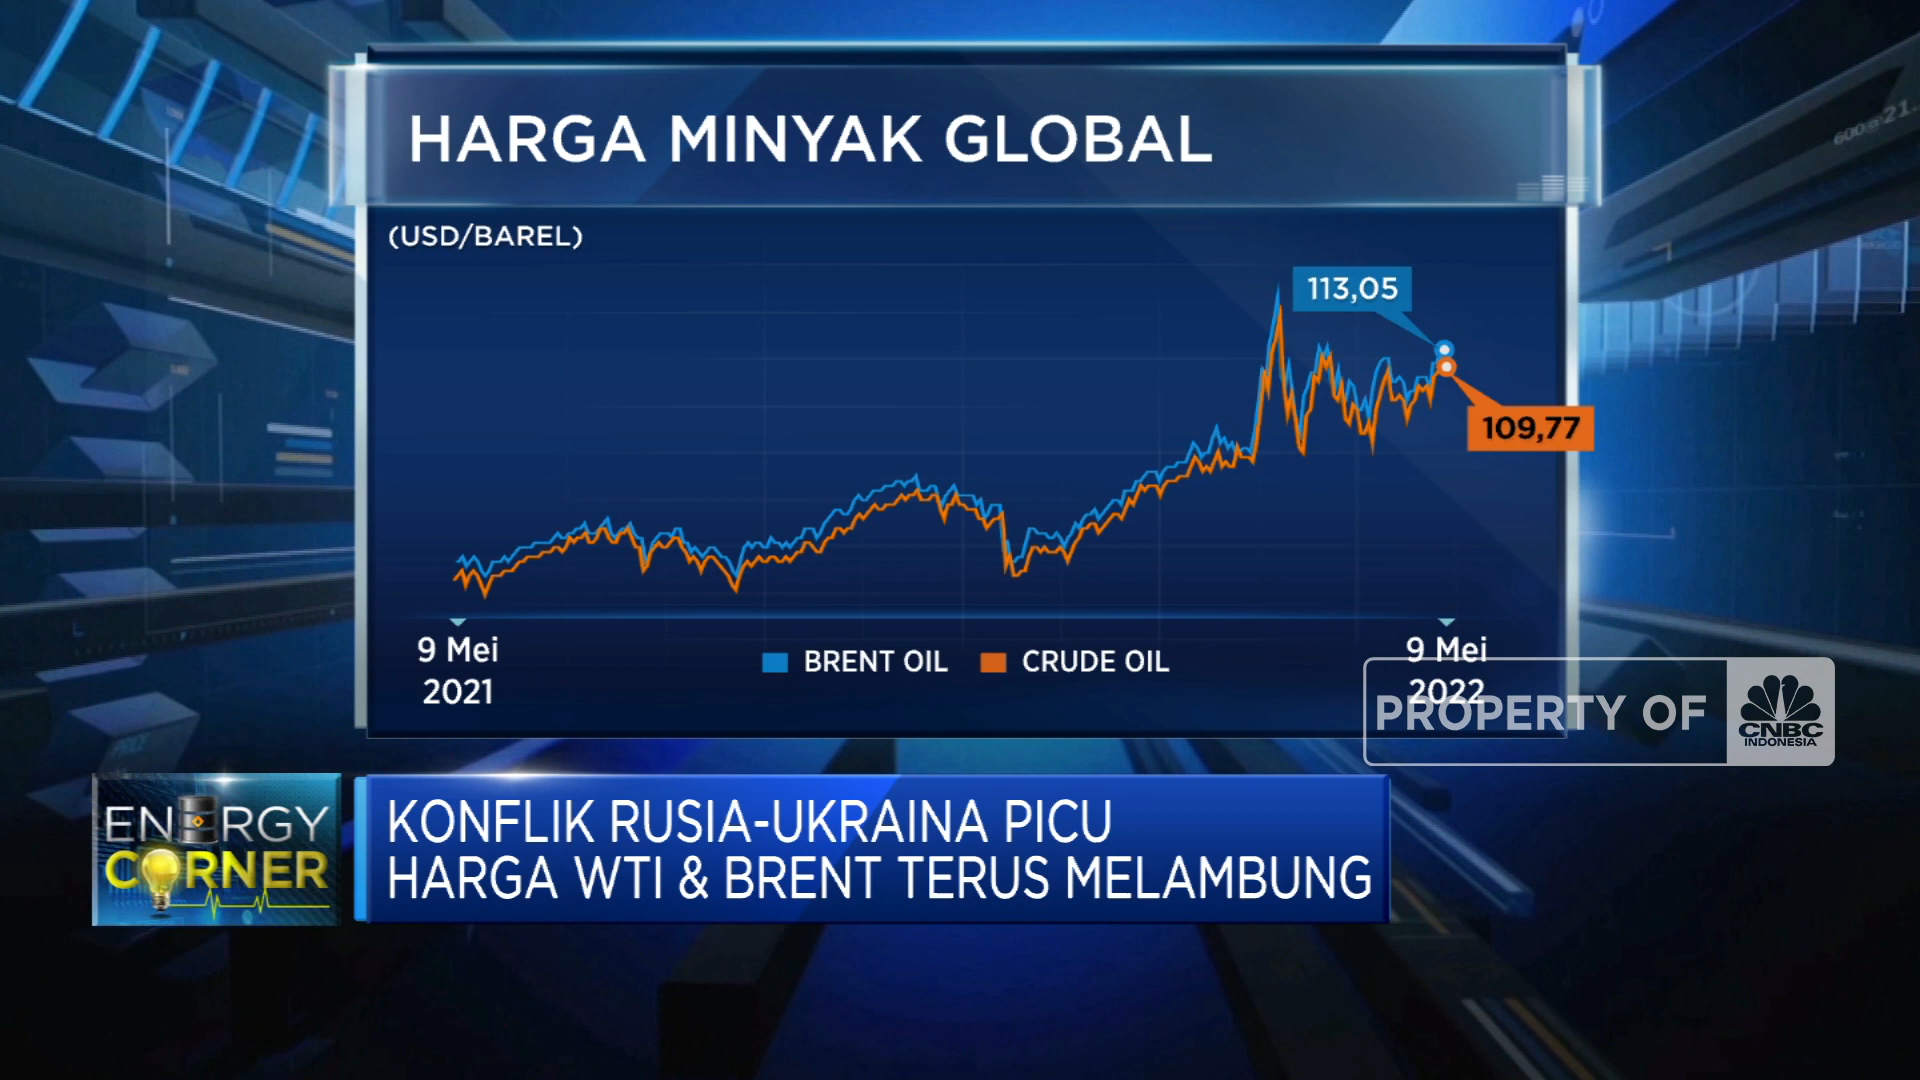 HARGA MINYAK GLOBAL
(USD/BAREL)
113,05
109,77
9 Mei
2021
BRENT OIL
CRUDE OIL
9 Mei
2022
PROPERTY OF
CNBC
INDONESIA
ENERGY
CORNER
KONFLIK RUSIA-UKRAINA PICU
HARGA WTI & BRENT TERUS MELAMBUNG